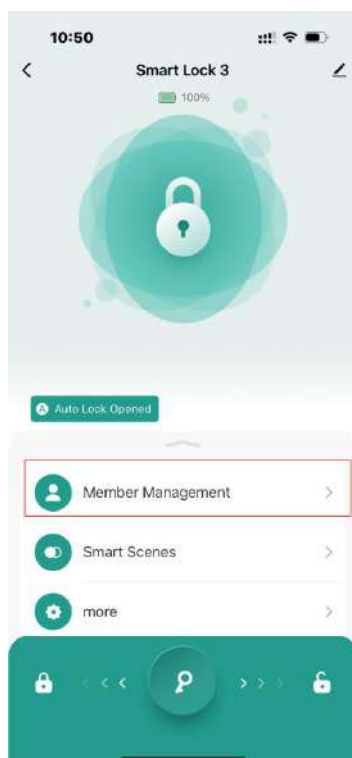 10:50
Smart Lock 3
100%
A Auto Lock Opened
Member Management
Smart Scenes
more